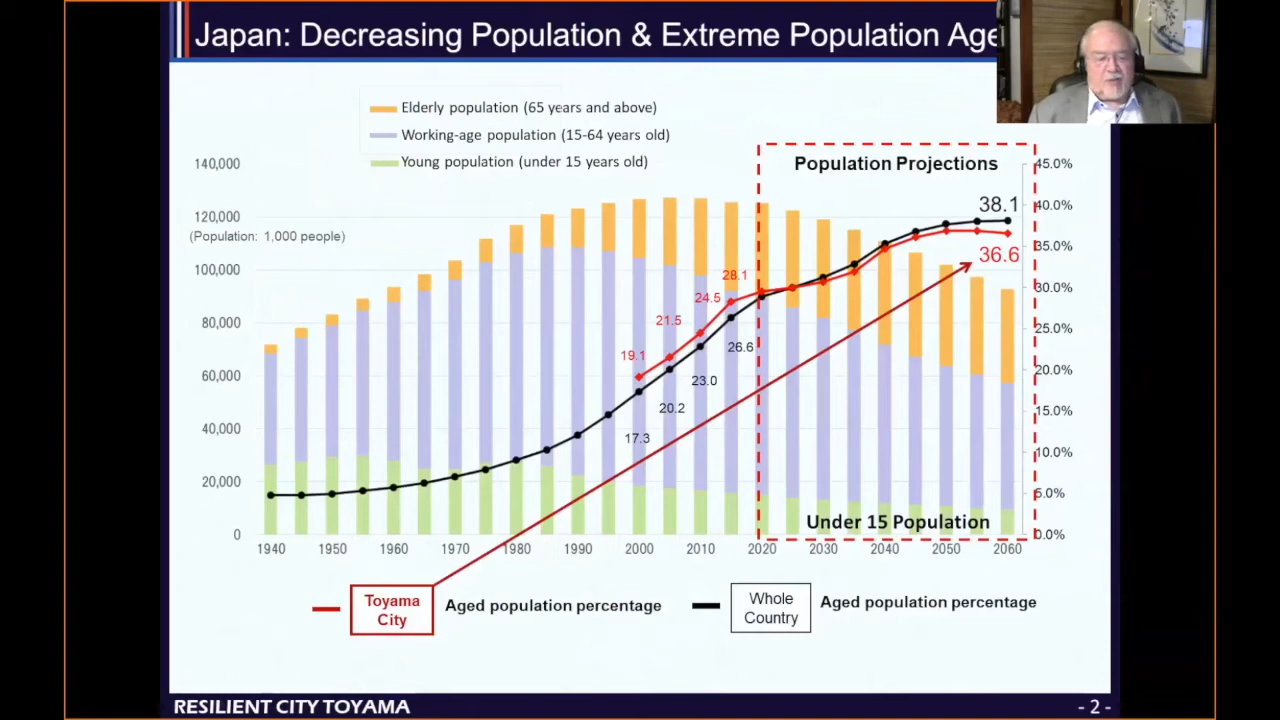 Japan: Decreasing Population & Extreme Population Age
Elderly population (65 years and above)
Working-age population (15-64 years old)
Young population (under 15 years old)
Population Projections
140,000
120,000
(Population: 1,000 people)
100,000
80,000
60,000
40,000
20,000
0
45.0%
40.0%
35.0%
30.0%
25.0%
20.0%
15.0%
10.0%
5.0%
0.0%
38.1
36.6
28.1
24.5
21.5
19.1
26.6
23.0
20.2
17.3
Under 15 Population
1940 1950 1960 1970 1980 1990 2000 2010 2020 2030 2040 2050 2060
Toyama
City
Aged population percentage
Whole
Country
Aged population percentage
RESILIENT CITY TOYAMA
- 2 -